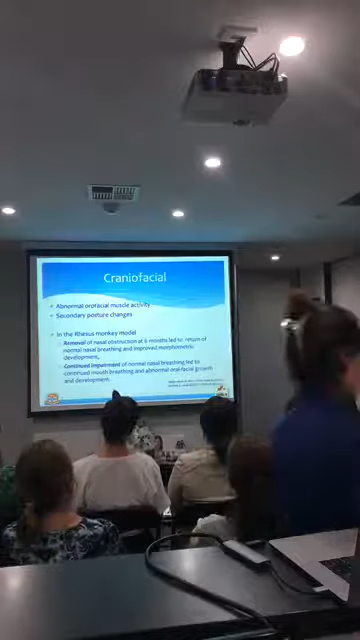 Craniofacial
• Abnormal orofacial muscle activity
• Secondary posture changes
• In the Rhesus monkey model
• Removal of nasal obstruction at 6 months led to return of
normal nasal breathing and improved morphometric
development,
• Continued impairment of normal nasal breathing led to
continued mouth breathing and abnormal oral-facial growth
and development.